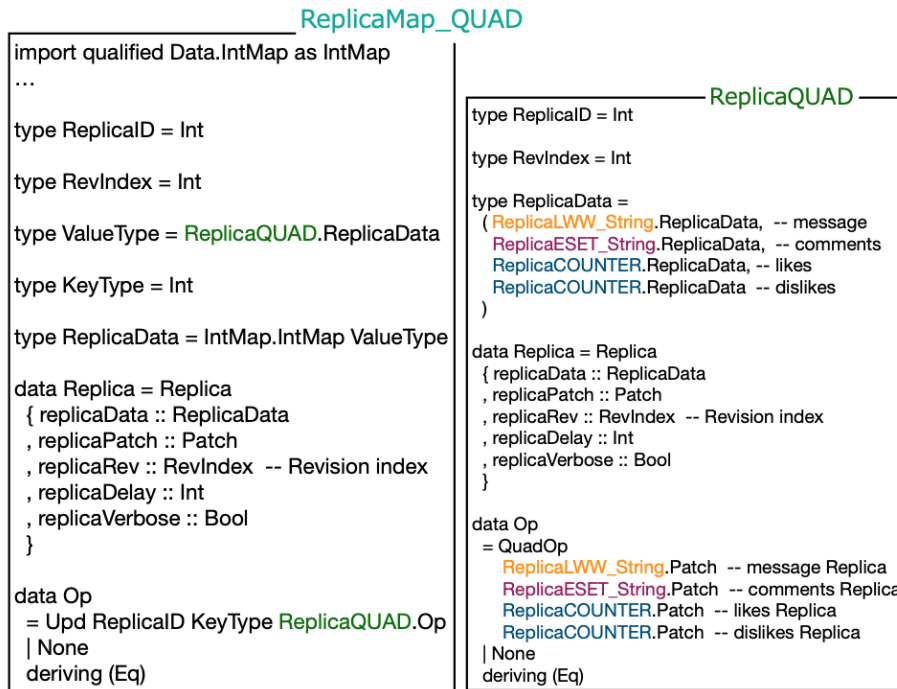 ReplicaMap_QUAD
import qualified Data.IntMap as IntMap
...
type ReplicaID = Int
type RevIndex = Int
type ValueType = ReplicaQUAD.ReplicaData
type KeyType = Int
type ReplicaData = IntMap.IntMap ValueType
data Replica = Replica
{ replicaData :: ReplicaData
, replicaPatch :: Patch
, replicaRev :: RevIndex -- Revision index
, replicaDelay :: Int
, replicaVerbose :: Bool
}
data Op
= Upd ReplicaID KeyType ReplicaQUAD.Op
| None
deriving (Eq)
ReplicaQUAD
type ReplicaID = Int
type RevIndex = Int
type ReplicaData =
( ReplicaLWW_String.ReplicaData, -- message
ReplicaESET_String.ReplicaData, -- comments
ReplicaCOUNTER.ReplicaData, -- likes
ReplicaCOUNTER.ReplicaData -- dislikes
)
data Replica = Replica
{ replicaData :: ReplicaData
, replicaPatch :: Patch
, replicaRev :: RevIndex -- Revision index
, replicaDelay :: Int
, replicaVerbose :: Bool
}
data Op
= QuadOp
ReplicaLWW_String.Patch -- message Replica
ReplicaESET_String.Patch -- comments Replica
ReplicaCOUNTER.Patch -- likes Replica
ReplicaCOUNTER.Patch -- dislikes Replica
| None
deriving (Eq)